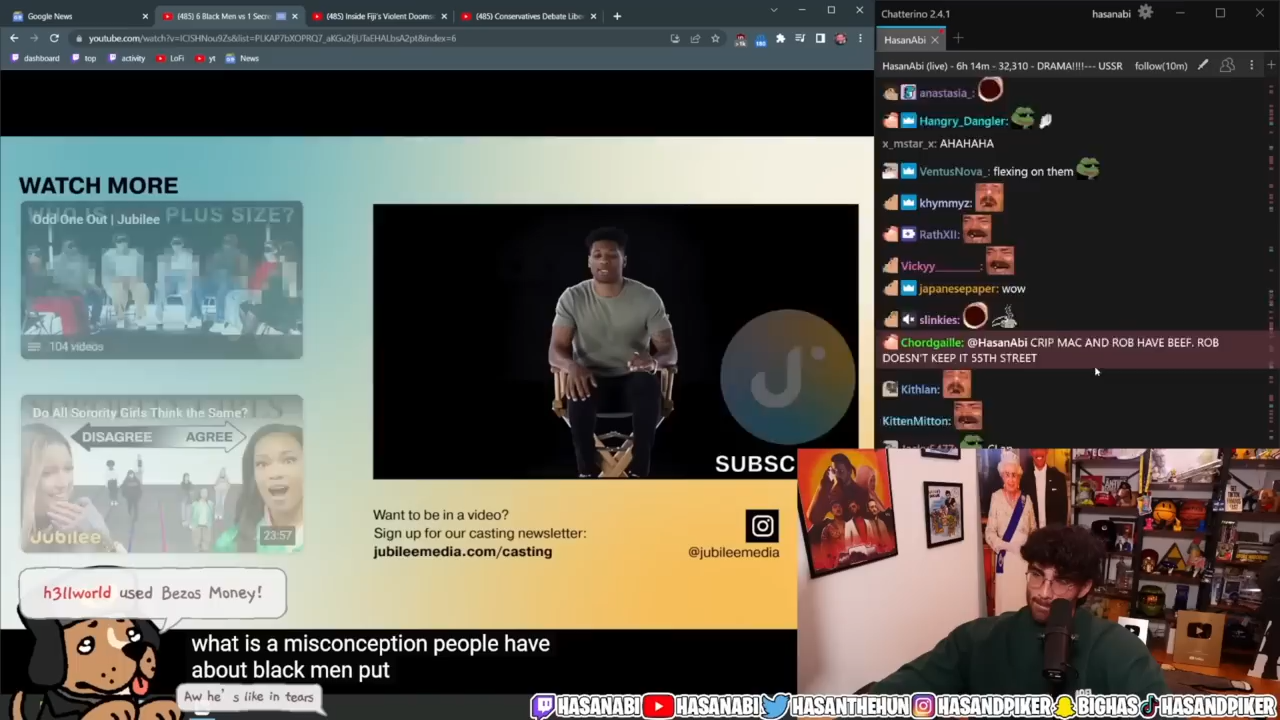 Google News
(485) 6 Black Men vs 1 Secre
(485) Inside Fiji's Violent Dooms
(485) Conservatives Debate Libe
youtube.com/watch?v=ICISHNou9Zs&list=PLKAP7bXOPRQ7_aKGu2fjUTaEHALbsA2pt&index=6
dashboard
top
activity
LoFi
yt
News
WATCH MORE
Odd One Out | Jubilee
PLUS SIZE?
104 videos
Do All Sorority Girls Think the Same?
DISAGREE
AGREE
Jubilee
23:57
SUBSC
Want to be in a video?
Sign up for our casting newsletter:
jubileemedia.com/casting
@jubileemedia
h3llworld used Bezos Money!
what is a misconception people have
about black men put
Aw he's like in tears
Chatterino 2.4.1
hasanabi
HasanAbi
HasanAbi (live) - 6h 14m - 32,310 - DRAMA!!!!--- USSR
follow(10m)
anastasia_:
Hangry_Dangler:
x_mstar_x: AHAHAHA
VentusNova_: flexing on them
khymmyz:
RathXII:
Vickyy________:
japanesepaper: wow
slinkies:
Chordgaille: @HasanAbi CRIP MAC AND ROB HAVE BEEF. ROB
DOESN'T KEEP IT 55TH STREET
Kithlan:
KittenMitton:
Clap
HASANABI
HASANABI
HASANTHEHUN
HASANDPIKER
BIGHAS
HASANDPIKER